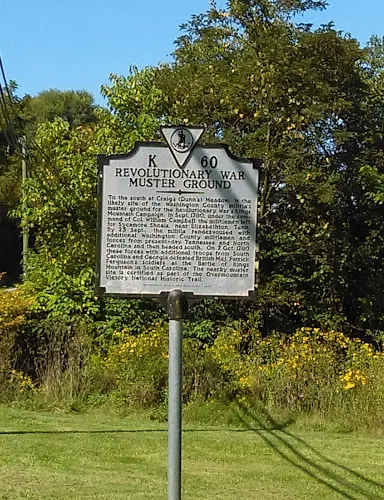 K 60
REVOLUTIONARY WAR
MUSTER GROUND
To the south at Craig's (Dunn's) Meadow, is the
likely site of the Washington County militia's
muster ground for the Revolutionary War's Kings
Mountain Campaign. In Sept. 1780, under the com-
mand of Col. William Campbell the militiamen left
for Sycamore Shoals, near Elizabethton, Tenn.
By 25 Sept., the militia rendezvoused with
additional Washington County militiamen and
forces from present-day Tennessee and North
Carolina and then headed south. On 7 Oct. 1780
these forces with additional troops from South
Carolina and Georgia defeated British Maj. Patrick
Ferguson's soldiers at the Battle of Kings
Mountain in South Carolina. The nearby muster
site is certified as part of the Overmountain
Victory National Historic Trail.